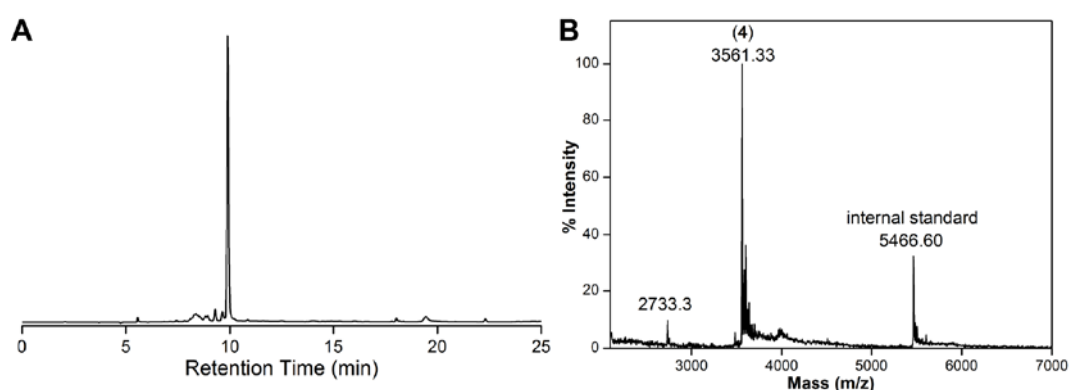 A
0 5 10 15 20 25
Retention Time (min)
B
(4)
3561.33
100
80
60
40
20
0
% Intensity
internal standard
5466.60
2733.3
3000 4000 5000 6000 7000
Mass (m/z)